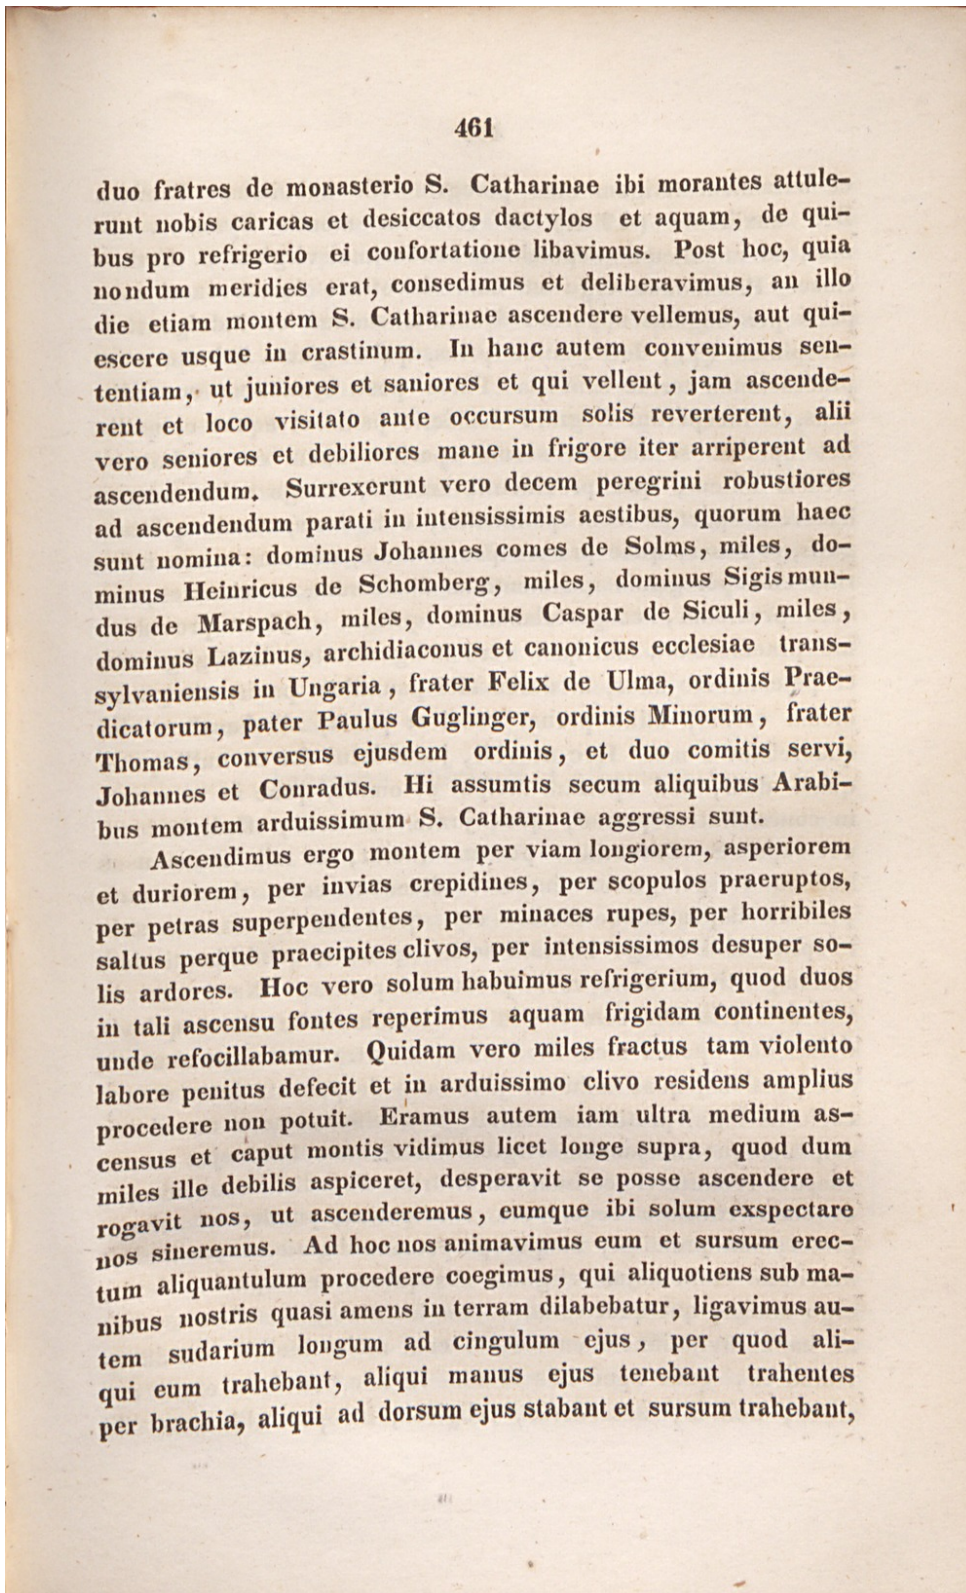 461
duo fratres de monasterio S. Catharinae ibi morantes attule-
runt nobis caricas et desiccatos dactylos et aquam, de qui-
bus pro refrigerio ei confortatione libavimus. Post hoc, quia
nondum meridies erat, consedimus et deliberavimus, an illo
die etiam montem S. Catharinae ascendere vellemus, aut qui-
escere usque in crastinum. In hanc autem convenimus sen-
tentiam, ut juniores et saniores et qui vellent, jam ascende-
rent et loco visitato ante occursum solis reverterent, alii
vero seniores et debiliores mane in frigore iter arriperent ad
ascendendum. Surrexerunt vero decem peregrini robustiores
ad ascendendum parati in intensissimis aestibus, quorum haec
sunt nomina: dominus Johannes comes de Solms, miles, do-
minus Heinricus de Schomberg, miles, dominus Sigismun-
dus de Marspach, miles, dominus Caspar de Siculi, miles,
dominus Lazinus, archidiaconus et canonicus ecclesiae trans-
sylvaniensis in Ungaria, frater Felix de Ulma, ordinis Prae-
dicatorum, pater Paulus Guglinger, ordinis Minorum, frater
Thomas, conversus ejusdem ordinis, et duo comitis servi,
Johannes et Conradus. Hi assumtis secum aliquibus Arabi-
bus montem arduissimum S. Catharinae aggressi sunt.
Ascendimus ergo montem per viam longiorem, asperiorem
et duriorem, per invias crepidines, per scopulos praeruptos,
per petras superpendentes, per minaces rupes, per horribiles
saltus perque praecipites clivos, per intensissimos desuper so-
lis ardores. Hoc vero solum habuimus refrigerium, quod duos
in tali ascensu fontes reperimus aquam frigidam continentes,
unde refocillabamur. Quidam vero miles fractus tam violento
labore penitus defecit et in arduissimo clivo residens amplius
procedere non potuit. Eramus autem iam ultra medium as-
census et caput montis vidimus licet longe supra, quod dum
miles ille debilis aspiceret, desperavit se posse ascendere et
rogavit nos, ut ascenderemus, eumque ibi solum exspectare
nos sineremus. Ad hoc nos animavimus eum et sursum erec-
tum aliquantulum procedere coegimus, qui aliquotiens sub ma-
nibus nostris quasi amens in terram dilabebatur, ligavimus au-
tem sudarium longum ad cingulum ejus, per quod ali-
qui eum trahebant, aliqui manus ejus tenebant trahentes
per brachia, aliqui ad dorsum ejus stabant et sursum trahebant,